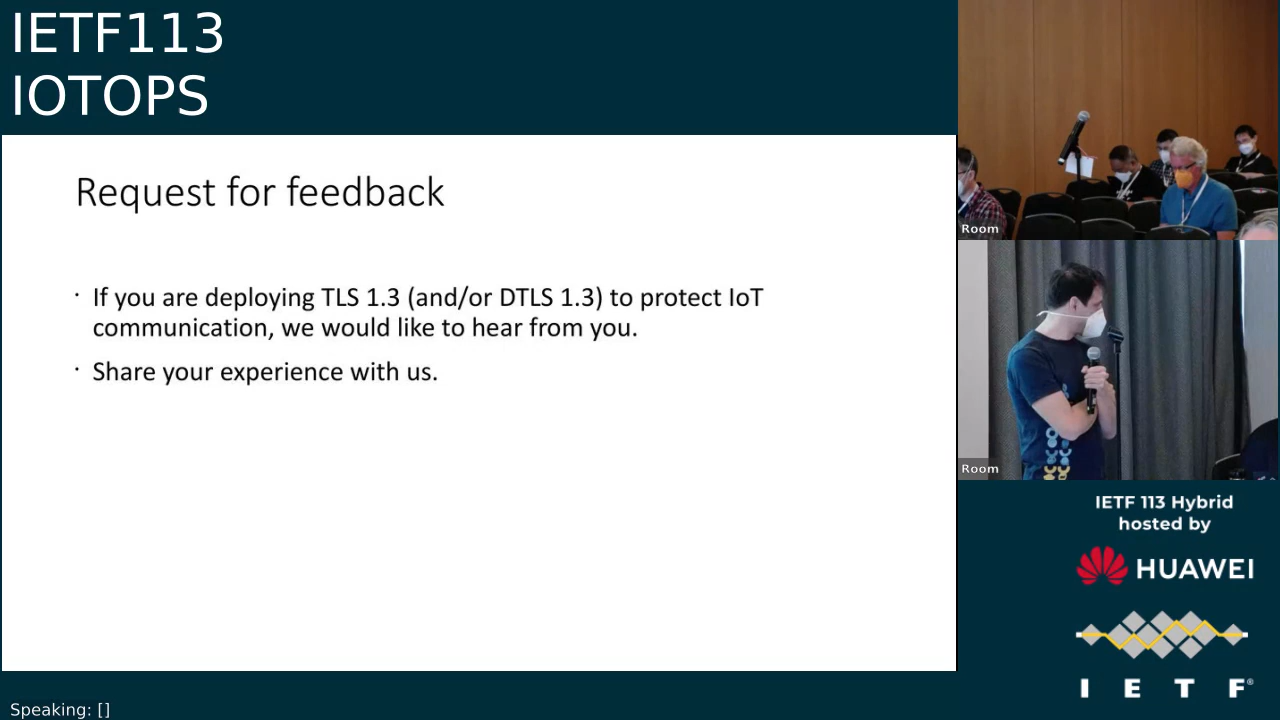 IETF113
IOTOPS
Request for feedback
· If you are deploying TLS 1.3 (and/or DTLS 1.3) to protect IoT
communication, we would like to hear from you.
· Share your experience with us.
Room
Room
IETF 113 Hybrid
hosted by
HUAWEI
I E T F®
Speaking: []